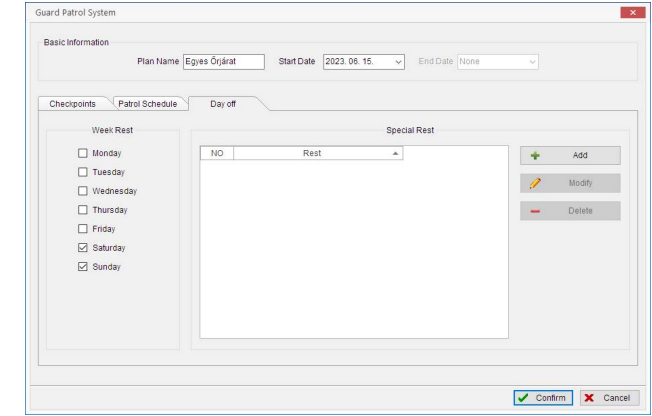 Guard Patrol System
Basic Information
Plan Name Egyes Őrjárat Start Date 2023. 06. 15. End Date None
Checkpoints Patrol Schedule Day off
Week Rest Special Rest
Monday NO Rest Add
Tuesday
Modify
Wednesday
Thursday Delete
Friday
Saturday
Sunday
Confirm Cancel